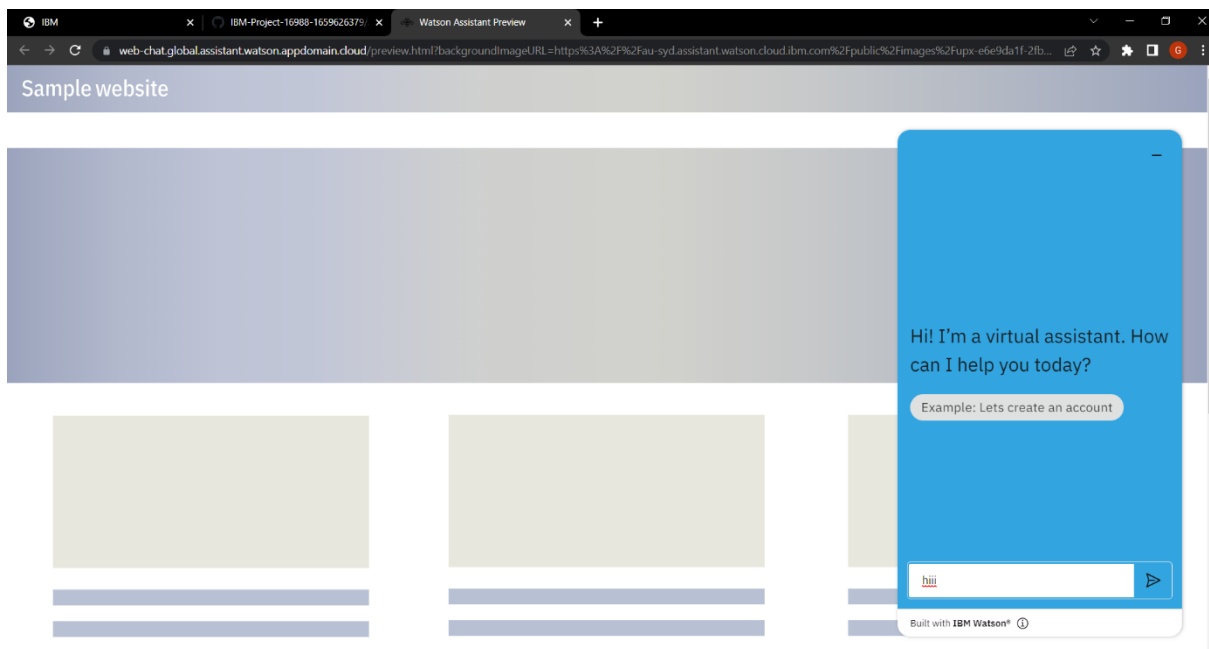 IBM
IBM-Project-16988-1659626379/
Watson Assistant Preview
web-chat.global.assistant.watson.appdomain.cloud/preview.html?backgroundImageURL=https%3A%2F%2Fau-syd.assistant.watson.cloud.ibm.com%2Fpublic%2Fimages%2Fupx-e6e9da1f-2fb...
G
Sample website
Hi! I'm a virtual assistant. How
can I help you today?
Example: Lets create an account
hiii
Built with IBM Watson®